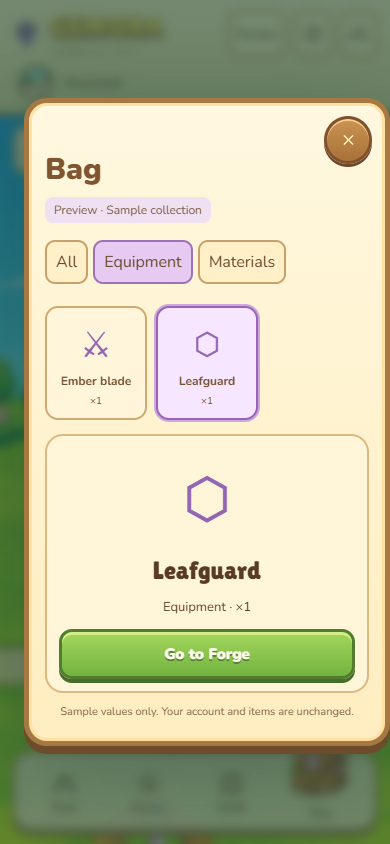 Bag
Preview · Sample collection
All
Equipment
Materials
Ember blade
×1
Leafguard
×1
Leafguard
Equipment · ×1
Go to Forge
Sample values only. Your account and items are unchanged.